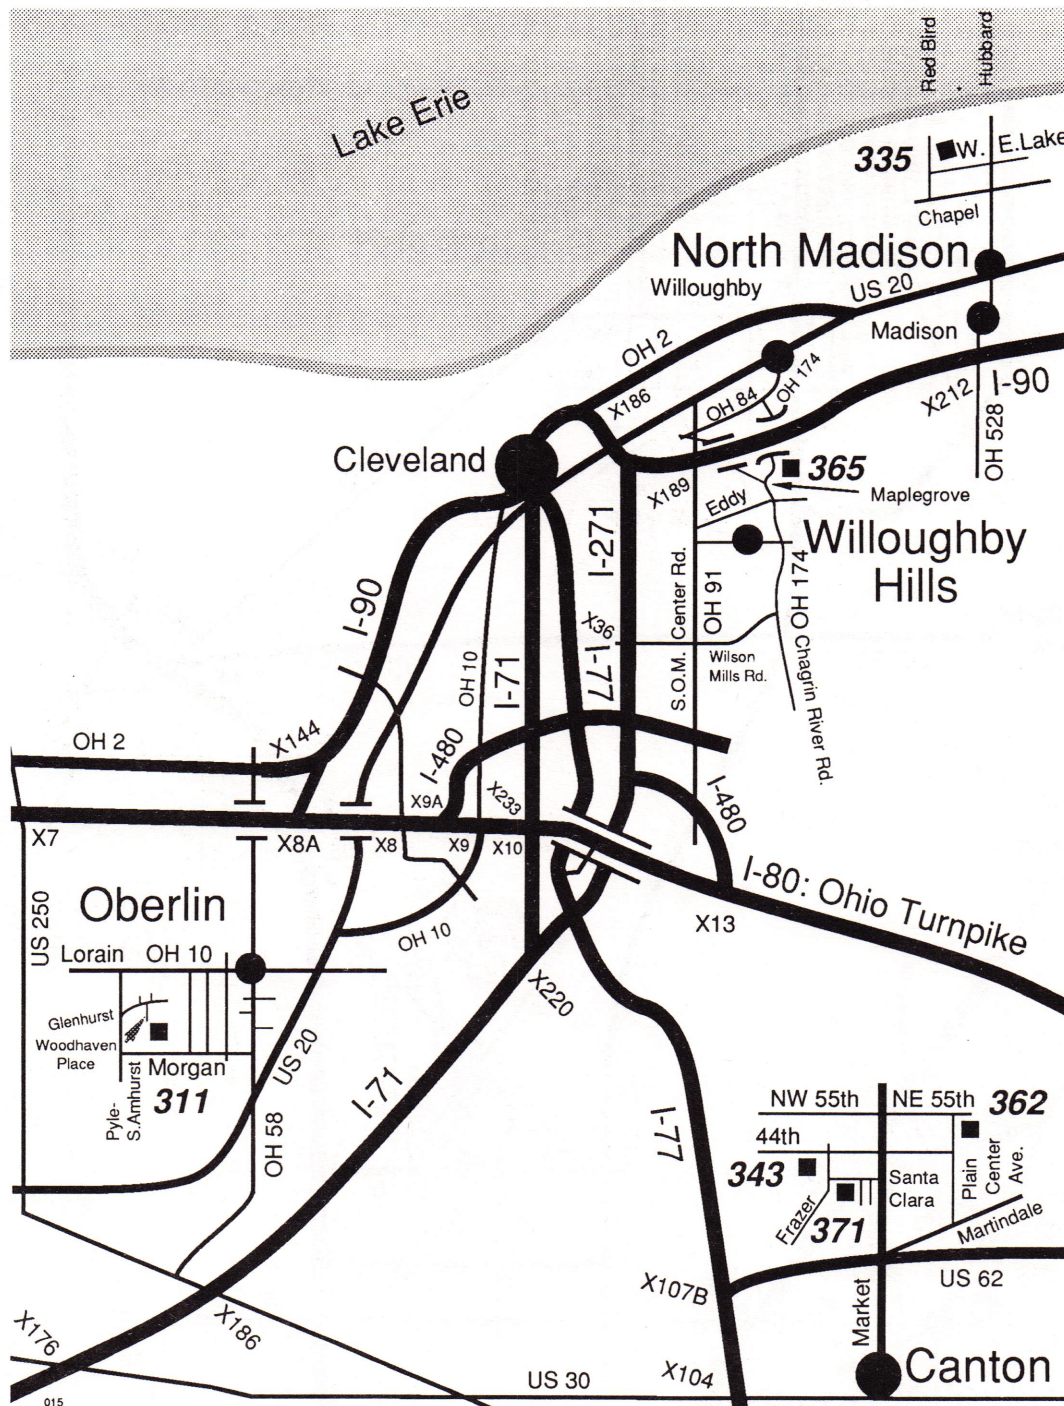 Red Bird
Hubbard
Lake Erie
335
W.
E.Lake
Chapel
North Madison
Willoughby
US 20
Madison
OH 2
X186
OH 84
OH 174
X212
I-90
OH 528
Cleveland
365
X189
Eddy
Maplegrove
Willoughby
Hills
I-271
I-90
X36
S.O.M. Center Rd.
OH 91
OH 174
OH Chagrin River Rd.
Wilson
Mills Rd.
I-77
OH 10
I-71
OH 2
X144
I-480
X9A
X233
I-480
X7
X8A
X8
X9
X10
I-80: Ohio Turnpike
X13
US 250
Oberlin
OH 10
Lorain OH 10
X220
Glenhurst
Woodhaven
Place
Morgan
311
Pyle-
S.Amhurst
US 20
I-71
OH 58
I-77
NW 55th
NE 55th
362
44th
343
Santa
Clara
Plain
Center
Ave.
Frazer
371
Martindale
X107B
US 62
Market
X176
X186
Canton
US 30
X104
015